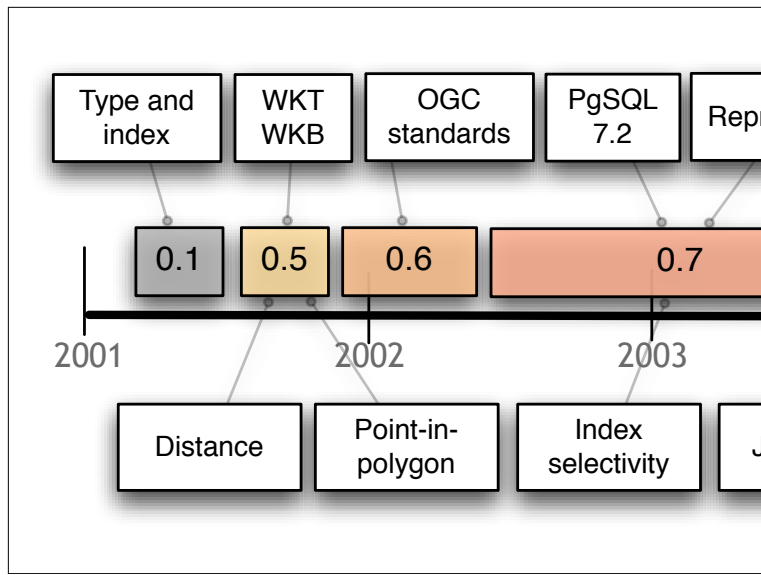 Type and
index
WKT
WKB
OGC
standards
PgSQL
7.2
0.1
0.5
0.6
0.7
2001
2002
2003
Distance
Point-in-
polygon
Index
selectivity